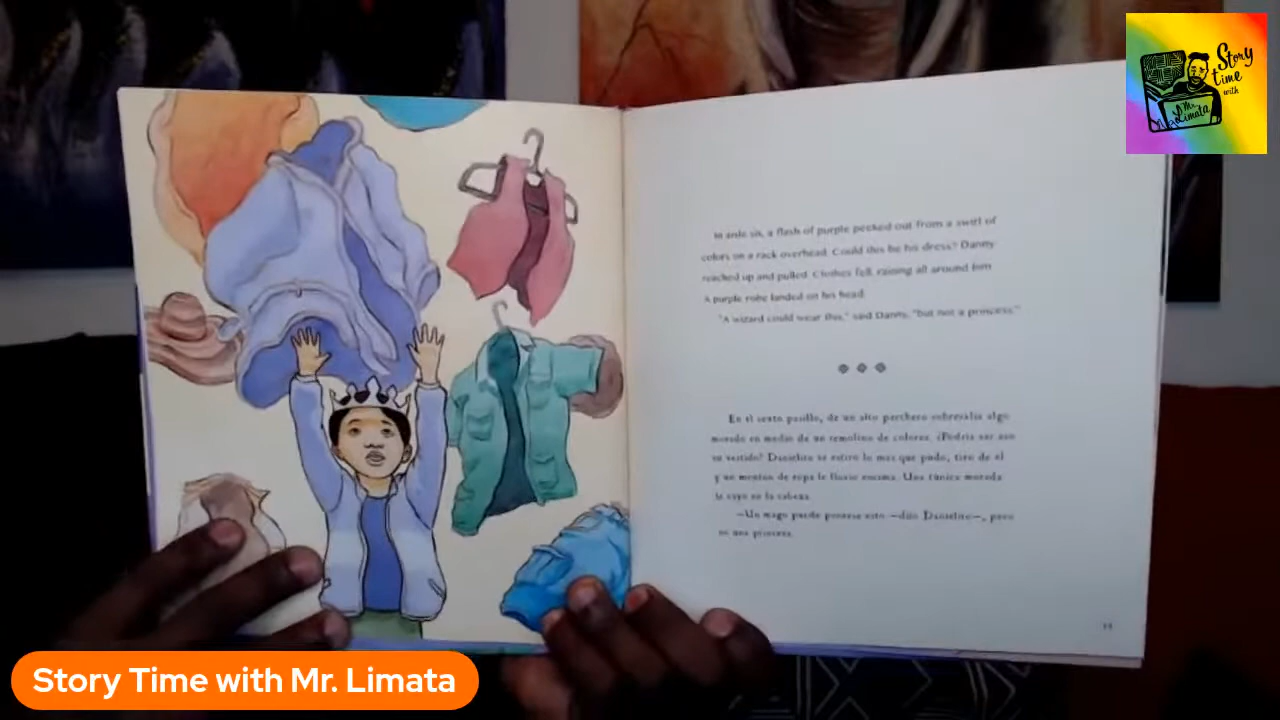 Story
time
with
Mr.
Limata
In aisle six, a flash of purple peeked out from a swirl of
colors on a rack overhead. Could this be his dress? Danny
reached up and pulled. Clothes fell, raining all around him.
A purple robe landed on his head.
"A wizard could wear this," said Danny, "but not a princess."
En el sexto pasillo, de un alto perchero sobresalía algo
morado en medio de un remolino de colores. ¿Podría ser ese
su vestido? Danielito se estiró lo más que pudo, tiró de él
y un montón de ropa le llovió encima. Una túnica morada
le cayó en la cabeza.
—Un mago puede ponerse esto —dijo Danielito—, pero
no una princesa.
Story Time with Mr. Limata